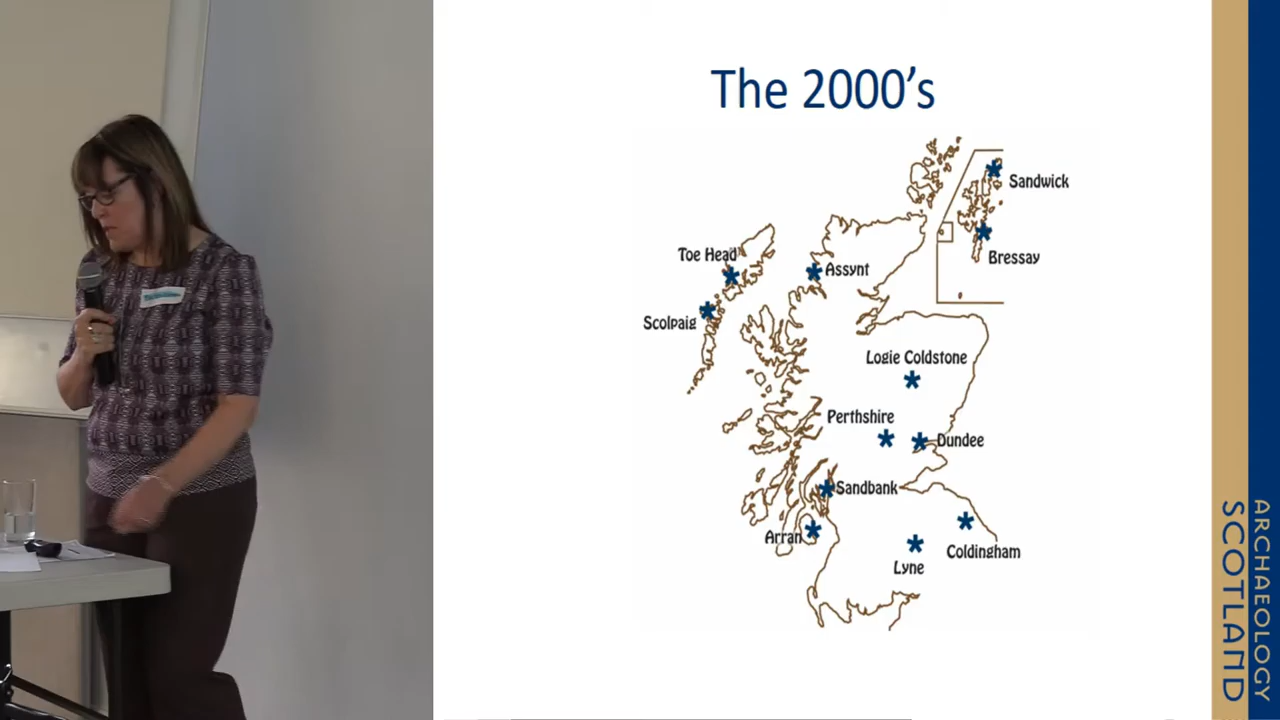 The 2000's
Sandwick
Bressay
Toe Head
Assynt
Scolpaig
Logie Coldstone
Perthshire
Dundee
Sandbank
Arran
Coldingham
Lyne
ARCHAEOLOGY
SCOTLAND